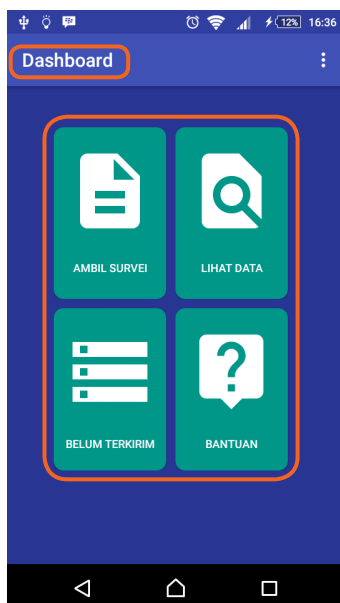 12% 16:36
Dashboard
AMBIL SURVEI
LIHAT DATA
BELUM TERKIRIM
BANTUAN